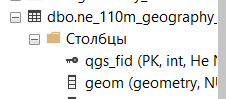 dbo.ne_110m_geography_
Столбцы
qgs_fid (PK, int, Не N
geom (geometry, NU